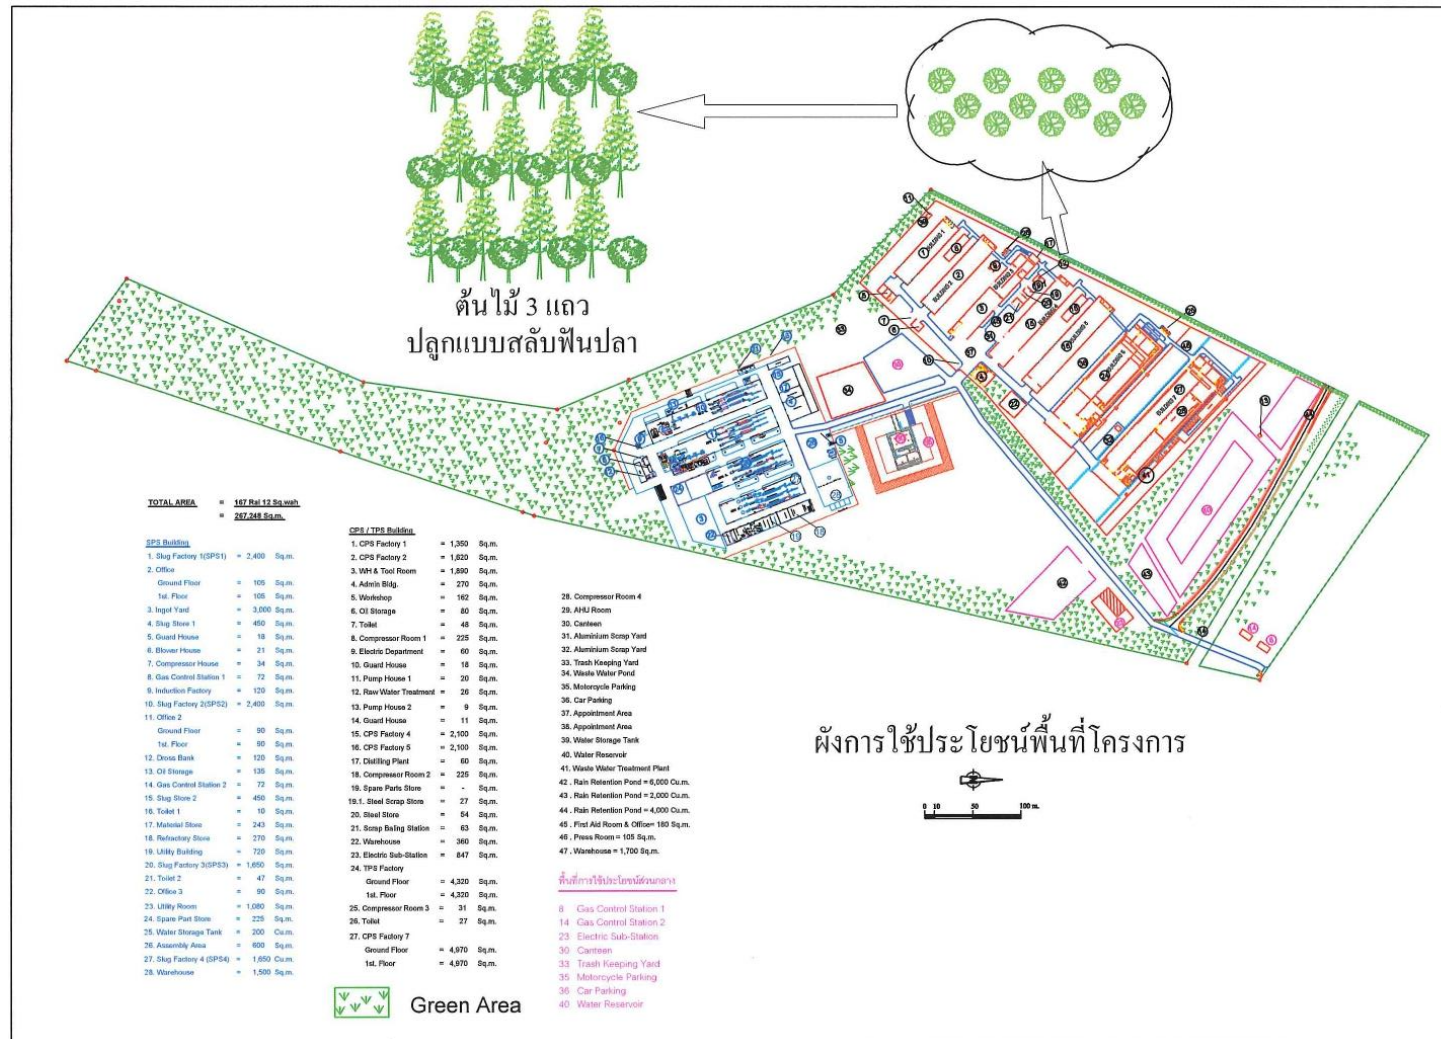 ต้นไม้ 3 แถว
ปลูกแบบสลับฟันปลา
TOTAL AREA = 167 Rai 12 Sq.wah
= 267,248 Sq.m.
SPS Building
1. Slug Factory 1(SPS1) = 2,400 Sq.m.
2. Office
Ground Floor = 105 Sq.m.
1st. Floor = 105 Sq.m.
3. Ingot Yard = 3,000 Sq.m.
4. Slug Store 1 = 450 Sq.m.
5. Guard House = 18 Sq.m.
6. Blower House = 21 Sq.m.
7. Compressor House = 34 Sq.m.
8. Gas Control Station 1 = 72 Sq.m.
9. Induction Factory = 120 Sq.m.
10. Slug Factory 2(SPS2) = 2,400 Sq.m.
11. Office 2
Ground Floor = 90 Sq.m.
1st. Floor = 90 Sq.m.
12. Dross Bank = 120 Sq.m.
13. Oil Storage = 135 Sq.m.
14. Gas Control Station 2 = 72 Sq.m.
15. Slug Store 2 = 450 Sq.m.
16. Toilet 1 = 10 Sq.m.
17. Material Store = 243 Sq.m.
18. Refractory Store = 270 Sq.m.
19. Utility Building = 720 Sq.m.
20. Slug Factory 3(SPS3) = 1,650 Sq.m.
21. Toilet 2 = 47 Sq.m.
22. Office 3 = 90 Sq.m.
23. Utility Room = 1,080 Sq.m.
24. Spare Part Store = 225 Sq.m.
25. Water Storage Tank = 200 Cu.m.
26. Assembly Area = 600 Sq.m.
27. Slug Factory 4 (SPS4) = 1,650 Cu.m.
28. Warehouse = 1,500 Sq.m.
CPS / TPS Building
1. CPS Factory 1 = 1,350 Sq.m.
2. CPS Factory 2 = 1,620 Sq.m.
3. WH & Tool Room = 1,890 Sq.m.
4. Admin Bldg. = 270 Sq.m.
5. Workshop = 162 Sq.m.
6. Oil Storage = 80 Sq.m.
7. Toilet = 48 Sq.m.
8. Compressor Room 1 = 225 Sq.m.
9. Electric Department = 60 Sq.m.
10. Guard House = 18 Sq.m.
11. Pump House 1 = 20 Sq.m.
12. Raw Water Treatment = 26 Sq.m.
13. Pump House 2 = 9 Sq.m.
14. Guard House = 11 Sq.m.
15. CPS Factory 4 = 2,100 Sq.m.
16. CPS Factory 5 = 2,100 Sq.m.
17. Distilling Plant = 60 Sq.m.
18. Compressor Room 2 = 225 Sq.m.
19. Spare Parts Store = - Sq.m.
19.1. Steel Scrap Store = 27 Sq.m.
20. Steel Store = 54 Sq.m.
21. Scrap Baling Station = 63 Sq.m.
22. Warehouse = 360 Sq.m.
23. Electric Sub-Station = 847 Sq.m.
24. TPS Factory
Ground Floor = 4,320 Sq.m.
1st. Floor = 4,320 Sq.m.
25. Compressor Room 3 = 31 Sq.m.
26. Toilet = 27 Sq.m.
27. CPS Factory 7
Ground Floor = 4,970 Sq.m.
1st. Floor = 4,970 Sq.m.
28. Compressor Room 4
29. AHU Room
30. Canteen
31. Aluminium Scrap Yard
32. Aluminium Scrap Yard
33. Trash Keeping Yard
34. Waste Water Pond
35. Motorcycle Parking
36. Car Parking
37. Appointment Area
38. Appointment Area
39. Water Storage Tank
40. Water Reservoir
41. Waste Water Treatment Plant
42 . Rain Retention Pond = 6,000 Cu.m.
43 . Rain Retention Pond = 2,000 Cu.m.
44 . Rain Retention Pond = 4,000 Cu.m.
45 . First Aid Room & Office= 180 Sq.m.
46 . Press Room = 105 Sq.m.
47 . Warehouse = 1,700 Sq.m.
พื้นที่การใช้ประโยชน์ส่วนกลาง
8 Gas Control Station 1
14 Gas Control Station 2
23 Electric Sub-Station
30 Canteen
33 Trash Keeping Yard
35 Motorcycle Parking
36 Car Parking
40 Water Reservoir
Green Area
BUILDING 1
BUILDING 2
BUILDING 3
BUILDING 4
BUILDING 5
BUILDING 6
BUILDING 7
ผังการใช้ประโยชน์พื้นที่โครงการ
0 10 50 100 m.